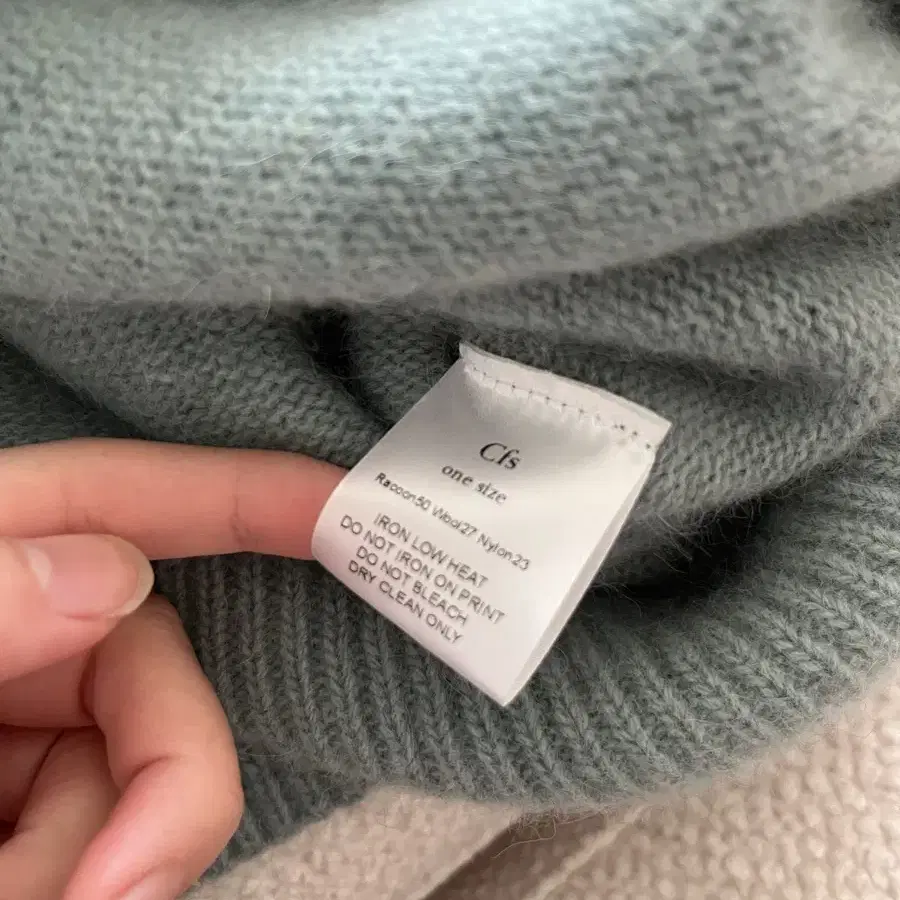 Cfs
one size
Racoon50 Wool27 Nylon23
IRON LOW HEAT
DO NOT IRON ON PRINT
DO NOT BLEACH
DRY CLEAN ONLY